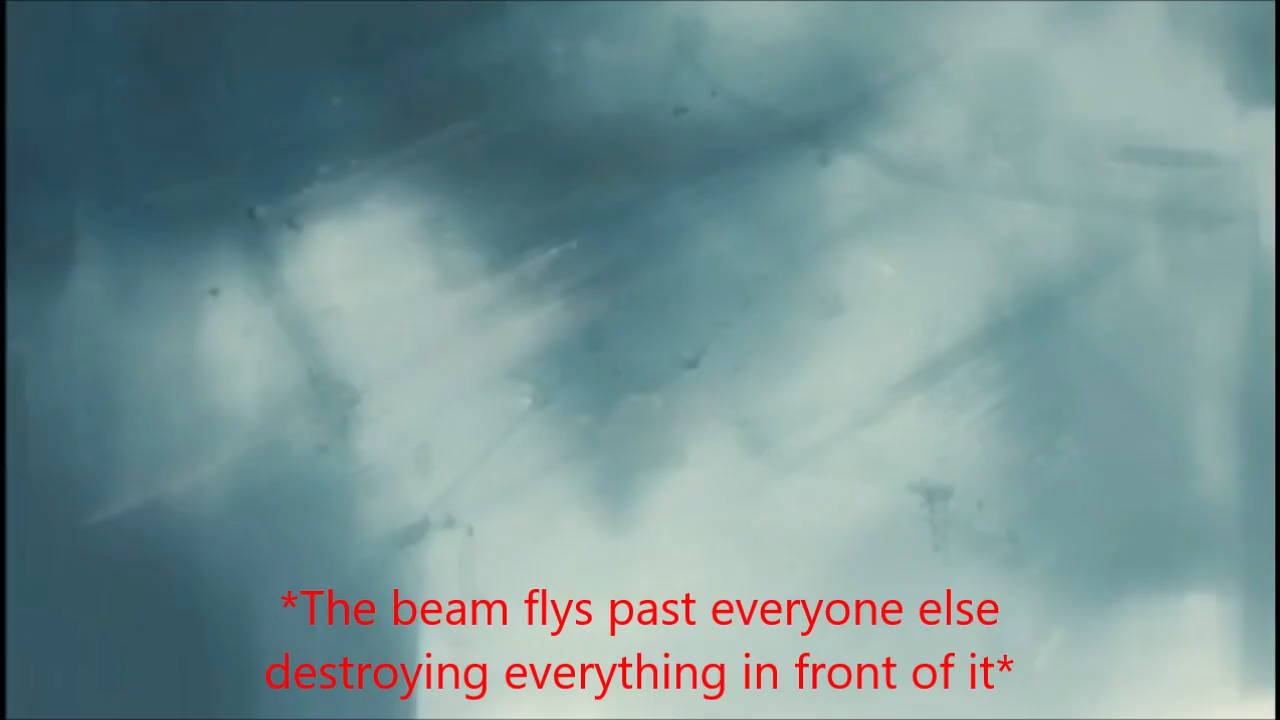 *The beam flys past everyone else
destroying everything in front of it*